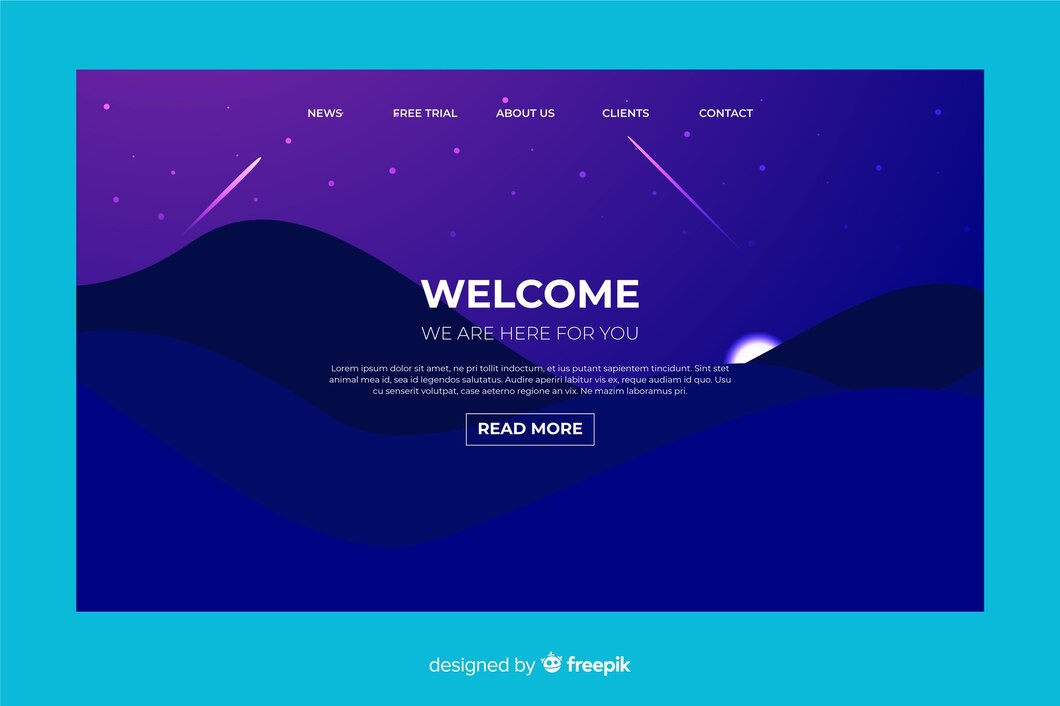 NEWS FREE TRIAL ABOUT US CLIENTS CONTACT
WELCOME
WE ARE HERE FOR YOU
Lorem ipsum dolor sit amet, ne pri tollit indoctum, et ius putant sapientem tincidunt. Sint stet
animal mea id, sea id legendos salutatus. Audire aperiri labitur vis ex, reque audiam id quo. Usu
cu senserit volutpat, case aeterno regione an vix. Ne mazim laboramus pri.
READ MORE
designed by freepik